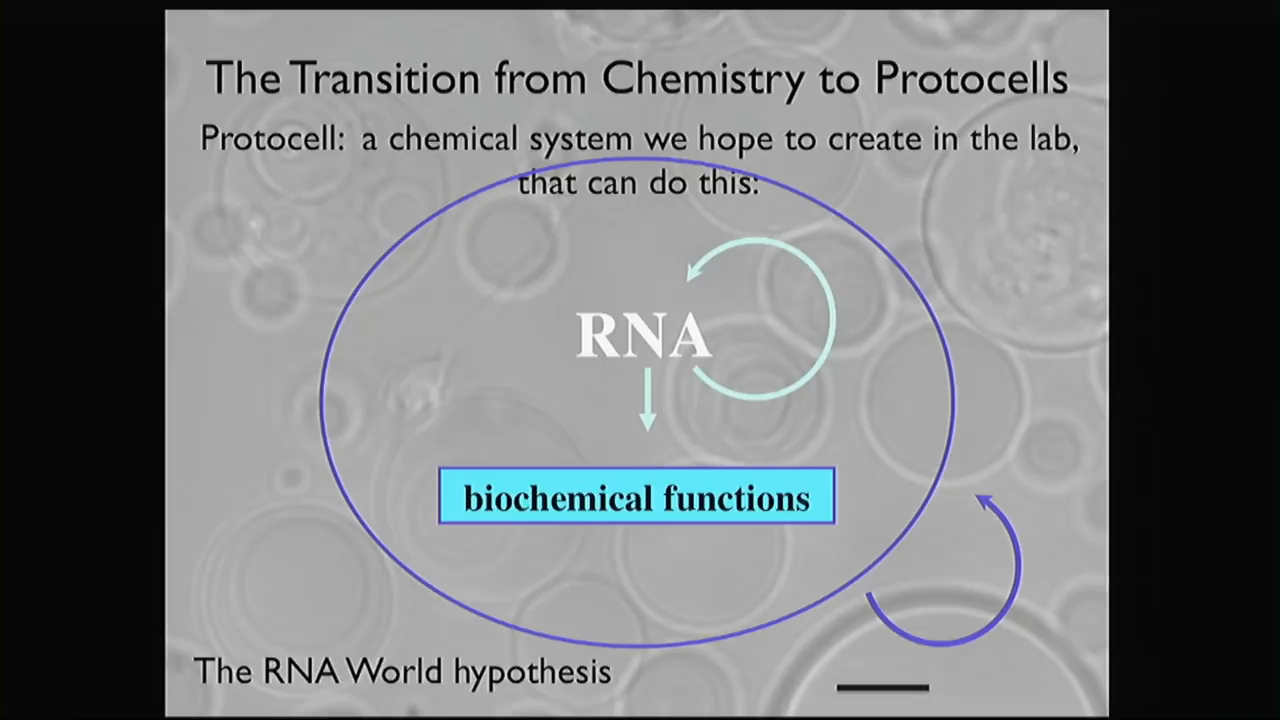 The Transition from Chemistry to Protocells
Protocell: a chemical system we hope to create in the lab,
that can do this:
RNA
biochemical functions
The RNA World hypothesis